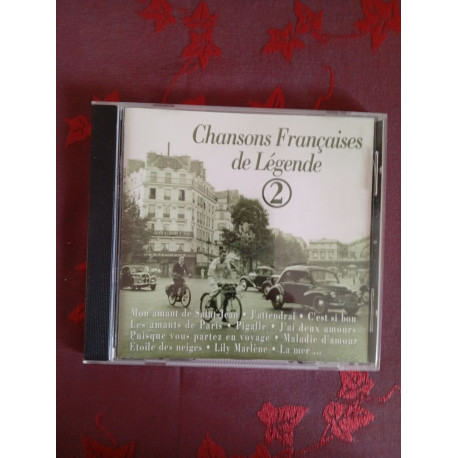 Chansons Françaises
de Légende
2
Mon amant de Saint-Jean • J'attendrai • C'est si bon
Les amants de Paris • Pigalle • J'ai deux amours
Puisque vous partez en voyage • Maladie d'amour
Etoile des neiges • Lily Marlène • La mer ...